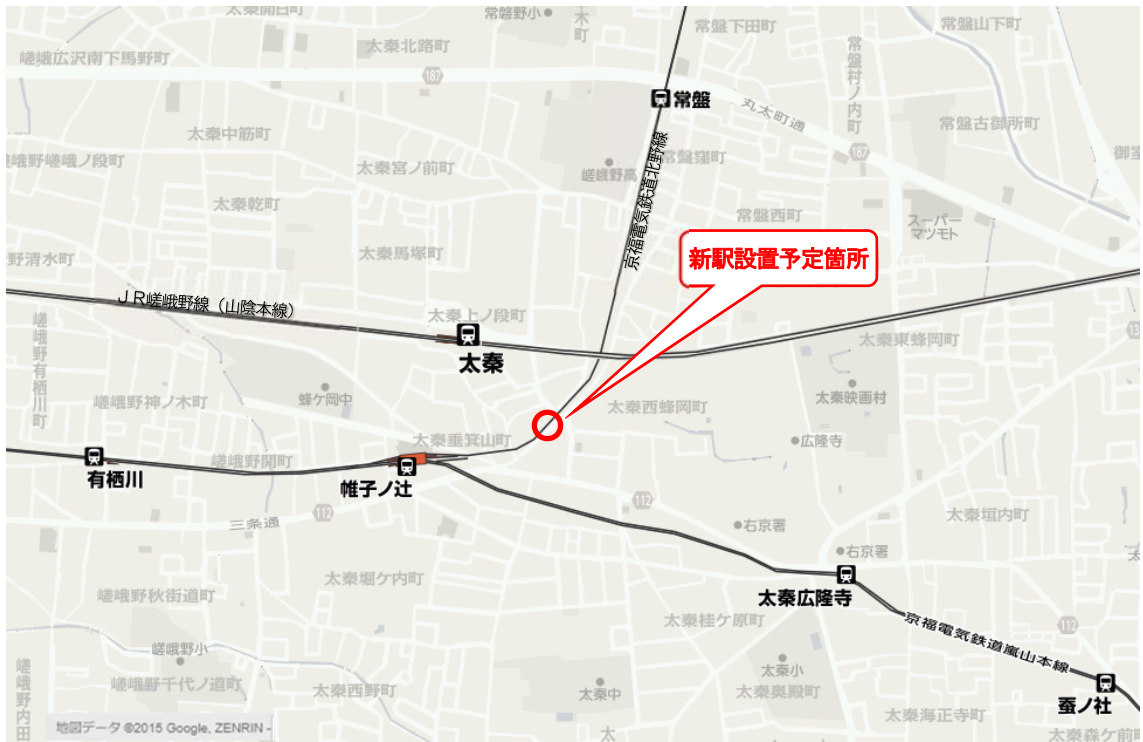 太秦開日町
常磐野小
木町
常盤下田町
常盤山下町
太秦北路町
嵯峨広沢南下馬野町
187
常盤
常盤村ノ内町
丸太町通
太秦中筋町
常盤古御所町
187
御室
嵯峨野嵯峨ノ段町
太秦宮ノ前町
嵯峨野高
常盤窪町
京福電気鉄道北野線
太秦乾町
常盤西町
スーパー
マツモト
太秦馬塚町
野清水町
新駅設置予定箇所
JR嵯峨野線(山陰本線)
太秦上ノ段町
嵯峨野有栖川町
太秦
太秦東蜂岡町
蜂ケ岡中
嵯峨野神ノ木町
太秦西蜂岡町
太秦映画村
太秦垂箕山町
広隆寺
嵯峨野開町
有栖川
帷子ノ辻
112
112
三条通
右京署
太秦垣内町
右京署
太秦堀ケ内町
嵯峨野秋街道町
太秦広隆寺
太秦桂ケ原町
京福電気鉄道嵐山本線
112
嵯峨野小
太秦小
嵯峨野千代ノ道町
太秦西野町
太秦中
太秦奥殿町
蚕ノ社
嵯峨野内田
太秦海正寺町
太秦森ケ前町
太
地図データ ©2015 Google, ZENRIN -